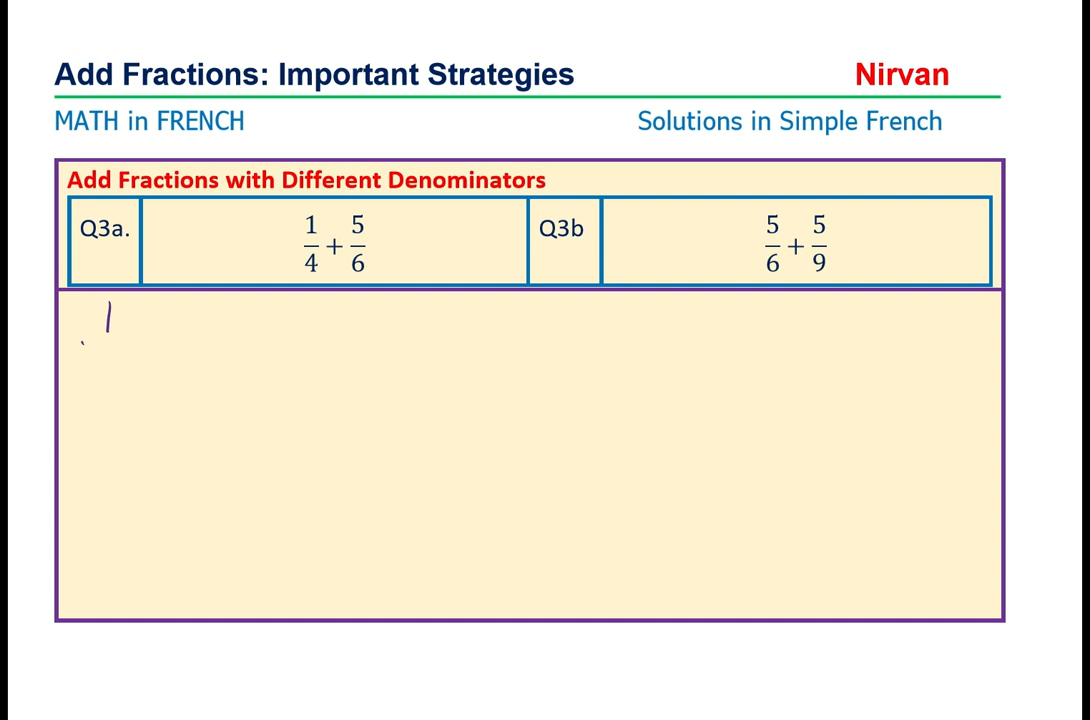 Add Fractions: Important Strategies Nirvan
MATH in FRENCH Solutions in Simple French
Add Fractions with Different Denominators
Q3a. 1/4 + 5/6 Q3b 5/6 + 5/9
1